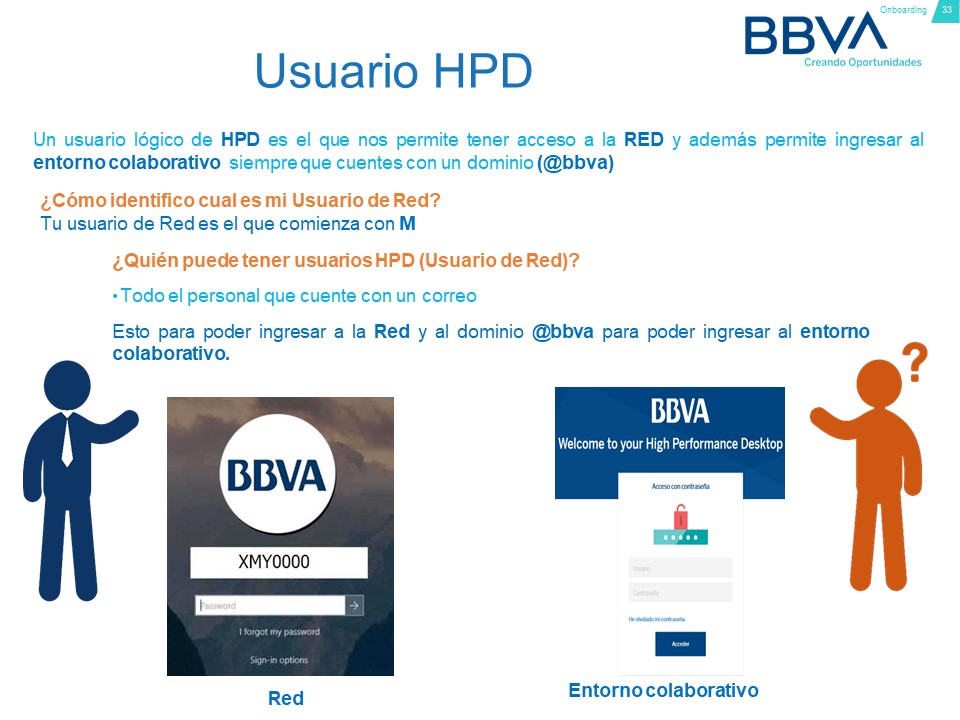 Onboarding 33
BBVA
Creando Oportunidades
Usuario HPD
Un usuario lógico de HPD es el que nos permite tener acceso a la RED y además permite ingresar al
entorno colaborativo siempre que cuentes con un dominio (@bbva)
¿Cómo identifico cual es mi Usuario de Red?
Tu usuario de Red es el que comienza con M
¿Quién puede tener usuarios HPD (Usuario de Red)?
• Todo el personal que cuente con un correo
Esto para poder ingresar a la Red y al dominio @bbva para poder ingresar al entorno
colaborativo.
?
BBVA
XMY0000
Password
I forgot my password
Sign-in options
Red
BBVA
Welcome to your High Performance Desktop
Acceso con contraseña
Usuario
Contraseña
He olvidado mi contraseña
Acceder
Entorno colaborativo